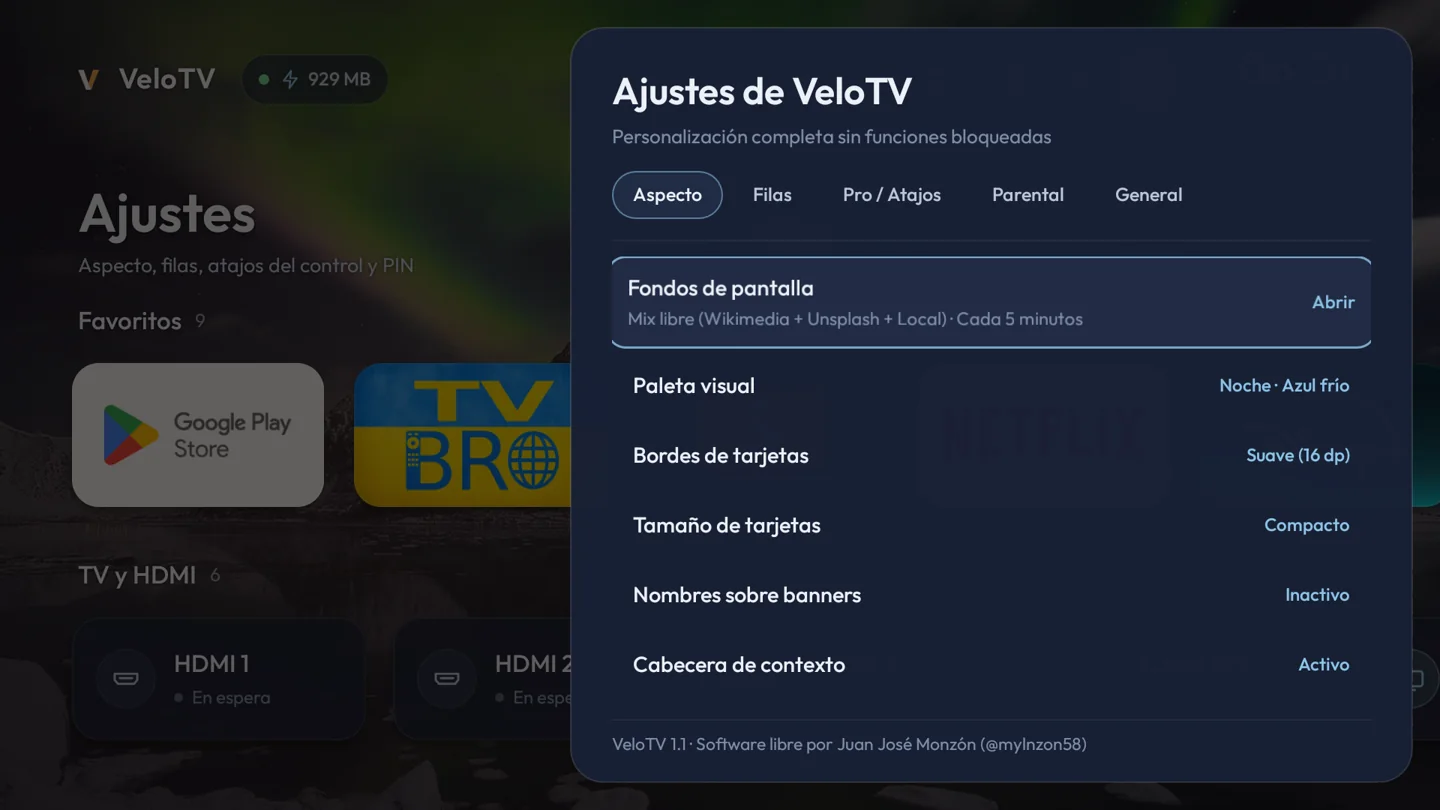 VeloTV
929 MB
Ajustes
Aspecto, filas, atajos del control y PIN
Favoritos 9
Google Play
Store
TV
BRO
TV y HDMI 6
HDMI 1
En espera
HDMI 2
En espe
Ajustes de VeloTV
Personalización completa sin funciones bloqueadas
Aspecto
Filas
Pro / Atajos
Parental
General
Fondos de pantalla
Mix libre (Wikimedia + Unsplash + Local) · Cada 5 minutos
Abrir
Paleta visual
Noche · Azul frío
Bordes de tarjetas
Suave (16 dp)
Tamaño de tarjetas
Compacto
Nombres sobre banners
Inactivo
Cabecera de contexto
Activo
VeloTV 1.1 · Software libre por Juan José Monzón (@mylnzon58)